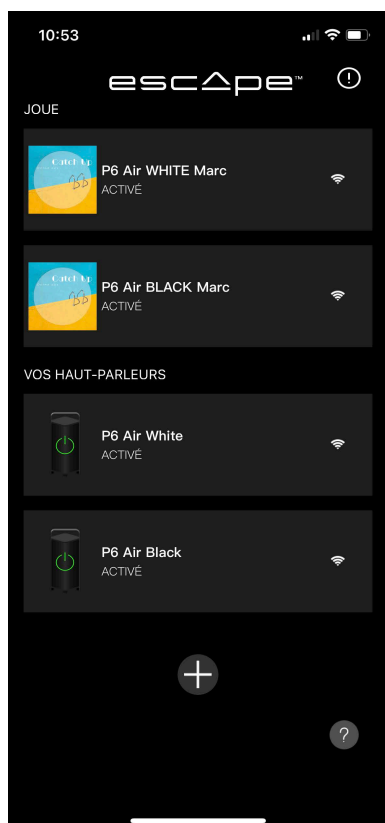 10:53
escape™
JOUE
Catch Up
P6 Air WHITE Marc
ACTIVÉ
Catch Up
P6 Air BLACK Marc
ACTIVÉ
VOS HAUT-PARLEURS
P6 Air White
ACTIVÉ
P6 Air Black
ACTIVÉ
?